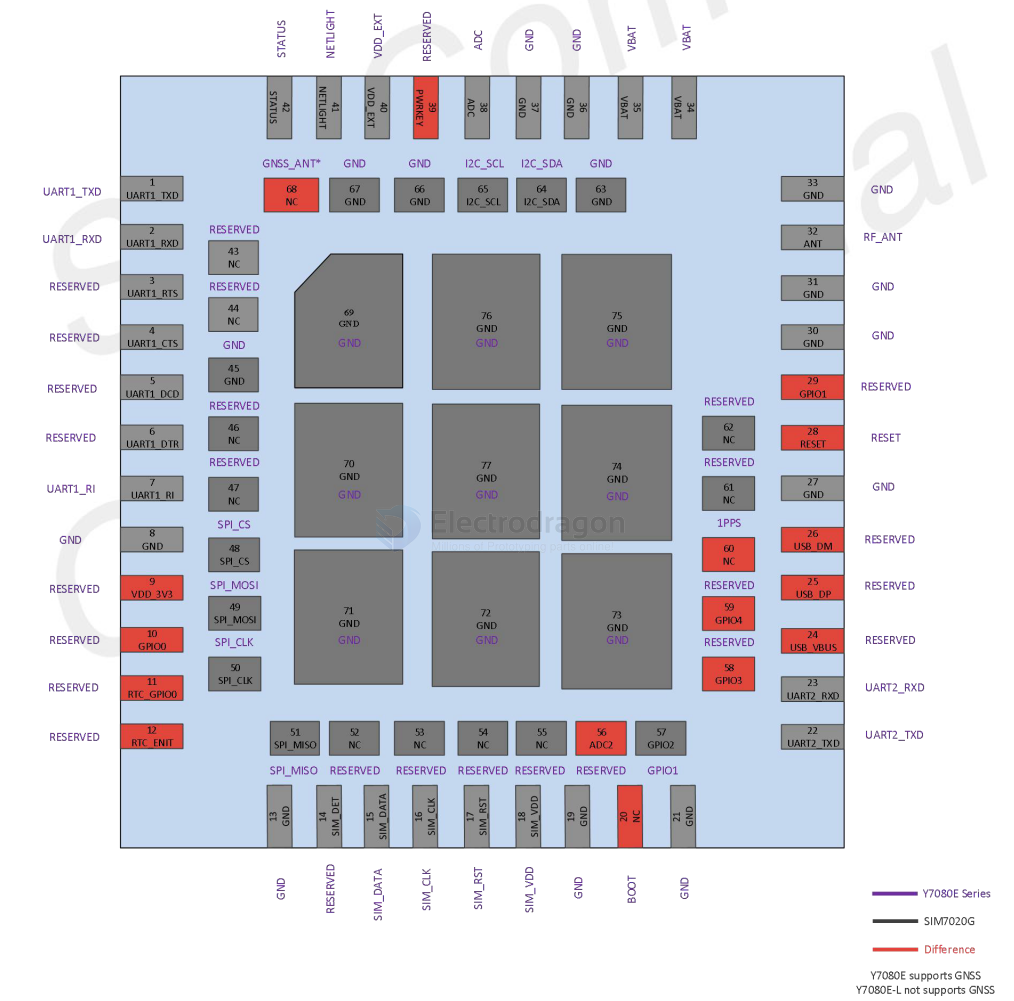 STATUS
NETLIGHT
VDD_EXT
RESERVED
ADC
GND
GND
VBAT
VBAT
42 STATUS
41 NETLIGHT
40 VDD_EXT
39 PWRKEY
38 ADC
37 GND
36 GND
35 VBAT
34 VBAT
GNSS_ANT* GND GND I2C_SCL I2C_SDA GND
68 NC
67 GND
66 GND
65 I2C_SCL
64 I2C_SDA
63 GND
UART1_TXD
1
UART1_TXD
UART1_RXD
2
UART1_RXD
RESERVED
3
UART1_RTS
RESERVED
4
UART1_CTS
RESERVED
5
UART1_DCD
RESERVED
6
UART1_DTR
UART1_RI
7
UART1_RI
GND
8
GND
RESERVED
9
VDD_3V3
RESERVED
10
GPIO0
RESERVED
11
RTC_GPIO0
RESERVED
12
RTC_ENIT
RESERVED
43
NC
RESERVED
44
NC
GND
45
GND
RESERVED
46
NC
RESERVED
47
NC
SPI_CS
48
SPI_CS
SPI_MOSI
49
SPI_MOSI
SPI_CLK
50
SPI_CLK
69
GND
GND
76
GND
GND
75
GND
GND
70
GND
GND
77
GND
GND
74
GND
GND
Electrodragon
71
GND
GND
72
GND
GND
73
GND
GND
RESERVED
62
NC
RESERVED
61
NC
1PPS
60
NC
RESERVED
59
GPIO4
RESERVED
58
GPIO3
33
GND
GND
32
ANT
RF_ANT
31
GND
GND
30
GND
GND
29
GPIO1
RESERVED
28
RESET
RESET
27
GND
GND
26
USB_DM
RESERVED
25
USB_DP
RESERVED
24
USB_VBUS
RESERVED
23
UART2_RXD
UART2_RXD
22
UART2_TXD
UART2_TXD
51
SPI_MISO
52
NC
53
NC
54
NC
55
NC
56
ADC2
57
GPIO2
SPI_MISO RESERVED RESERVED RESERVED RESERVED RESERVED GPIO1
13 GND
14 SIM_DET
15 SIM_DATA
16 SIM_CLK
17 SIM_RST
18 SIM_VDD
19 GND
20 NC
21 GND
GND
RESERVED
SIM_DATA
SIM_CLK
SIM_RST
SIM_VDD
GND
BOOT
GND
Y7080E Series
SIM7020G
Difference
Y7080E supports GNSS
Y7080E-L not supports GNSS